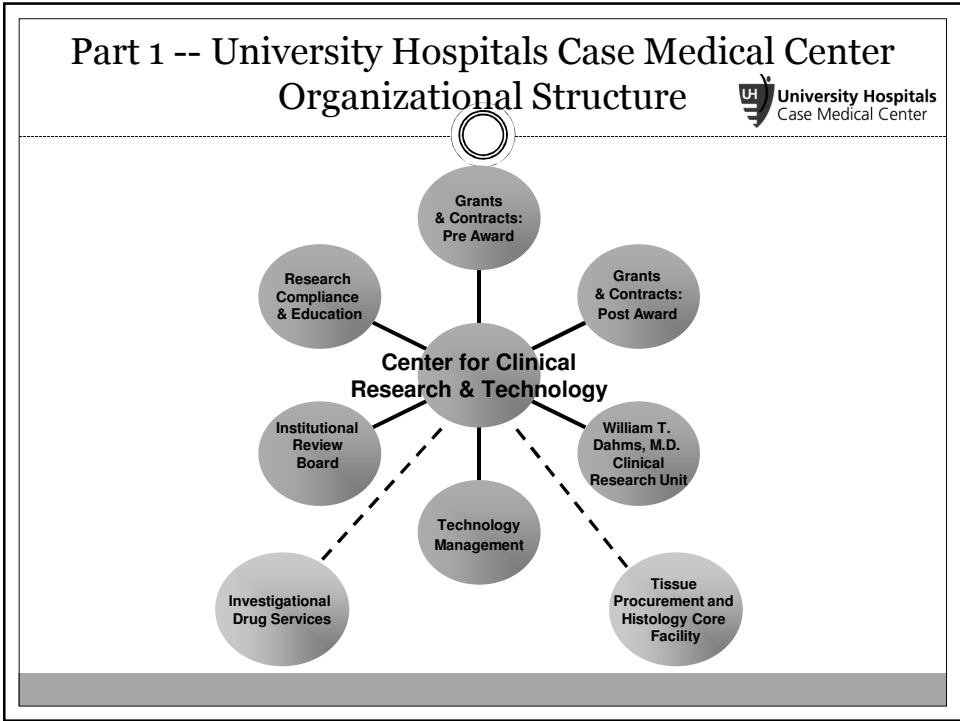 Part 1 -- University Hospitals Case Medical Center
Organizational Structure
UH
University Hospitals
Case Medical Center
Grants
& Contracts:
Pre Award
Research
Compliance
& Education
Grants
& Contracts:
Post Award
Center for Clinical
Research & Technology
Institutional
Review
Board
William T.
Dahms, M.D.
Clinical
Research Unit
Technology
Management
Investigational
Drug Services
Tissue
Procurement and
Histology Core
Facility